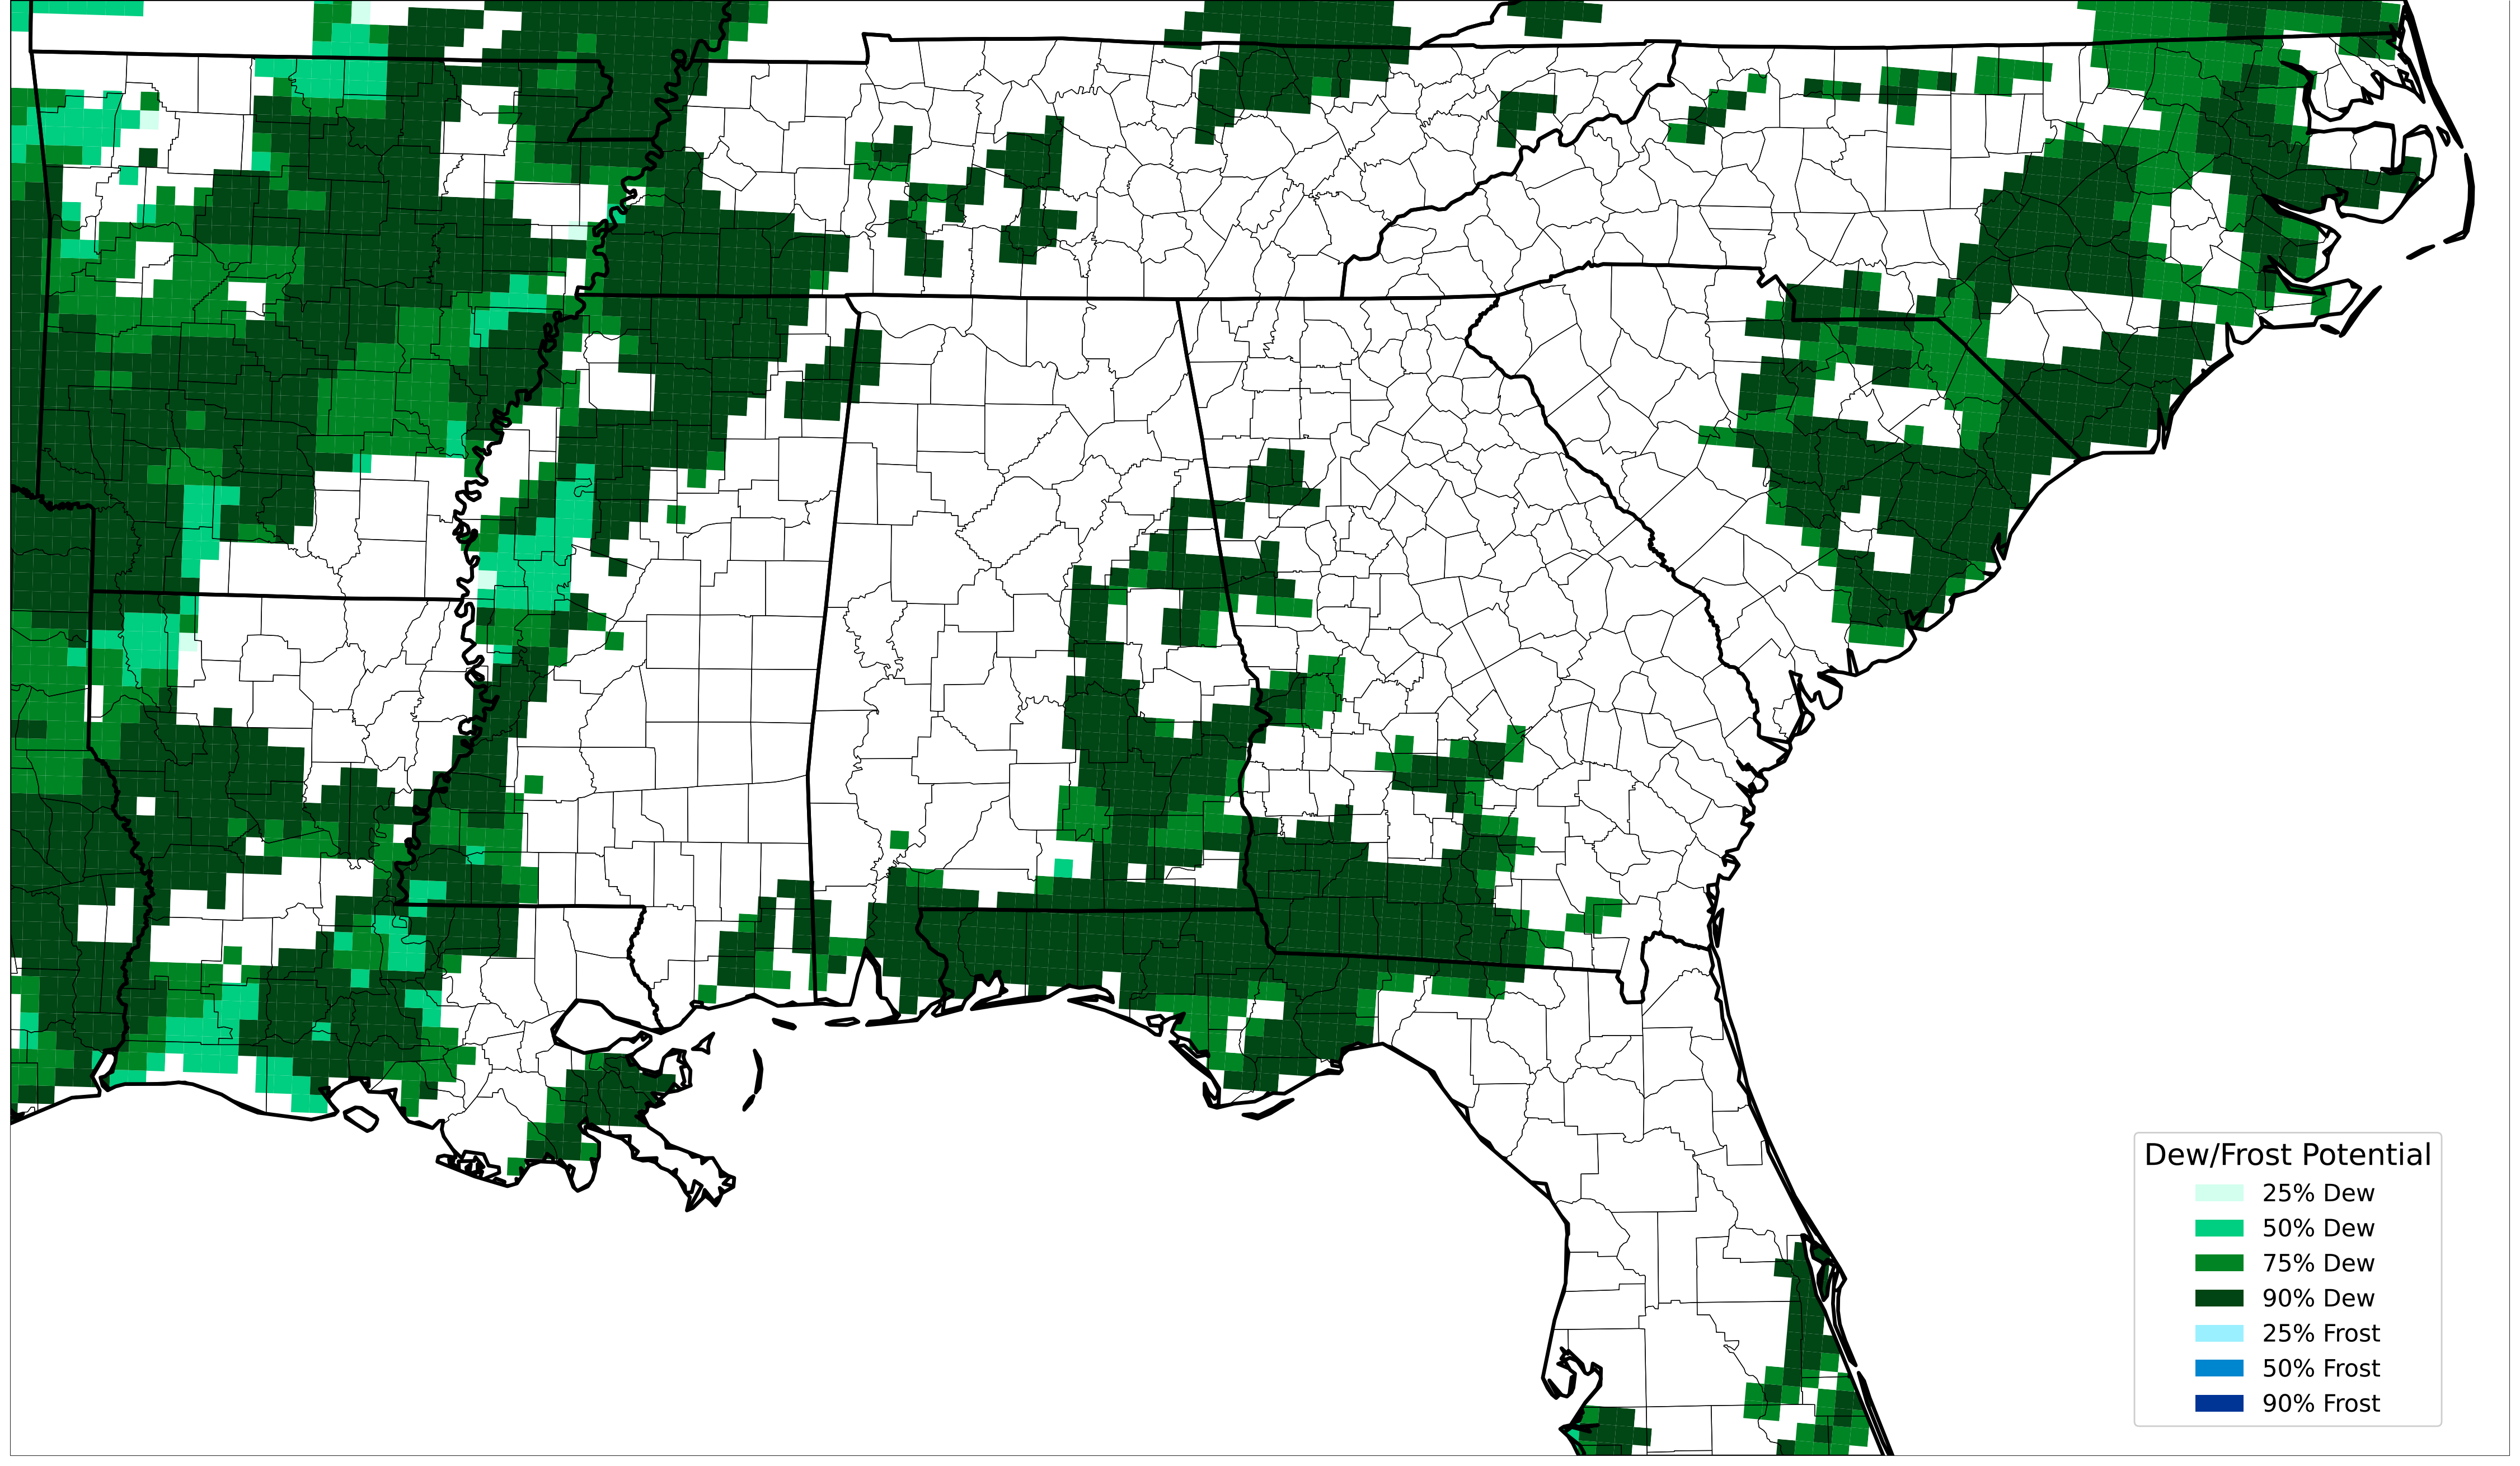 Dew/Frost Potential
25% Dew
50% Dew
75% Dew
90% Dew
25% Frost
50% Frost
90% Frost